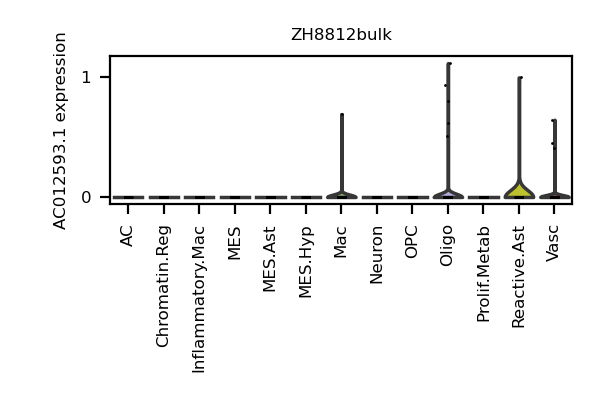 ZH8812bulk
AC012593.1 expression
1
0
AC
Chromatin.Reg
Inflammatory.Mac
MES
MES.Ast
MES.Hyp
Mac
Neuron
OPC
Oligo
Prolif.Metab
Reactive.Ast
Vasc